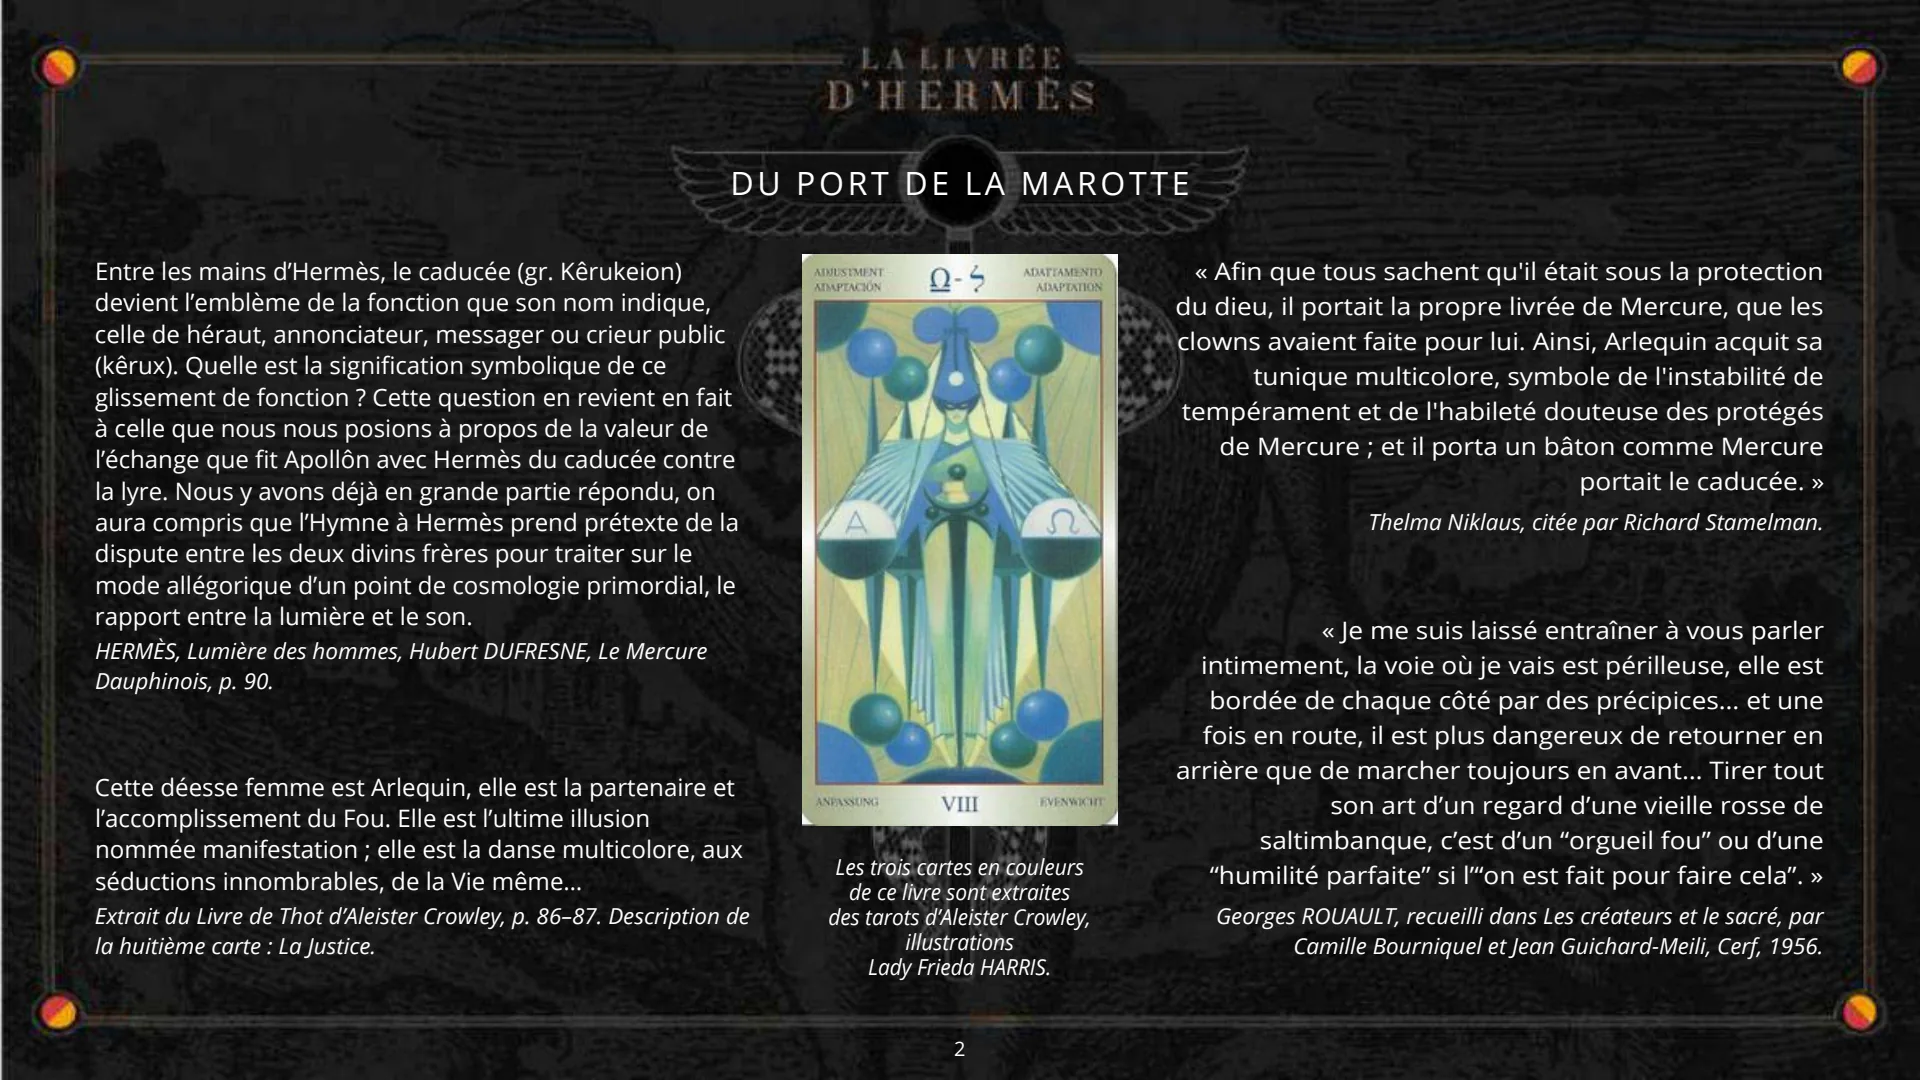 LA LIVRÉE
D'HERMÈS
DU PORT DE LA MAROTTE
Entre les mains d’Hermès, le caducée (gr. Kêrukeion)
devient l’emblème de la fonction que son nom indique,
celle de héraut, annonciateur, messager ou crieur public
(kêrux). Quelle est la signification symbolique de ce
glissement de fonction ? Cette question en revient en fait
à celle que nous nous posions à propos de la valeur de
l’échange que fit Apollôn avec Hermès du caducée contre
la lyre. Nous y avons déjà en grande partie répondu, on
aura compris que l’Hymne à Hermès prend prétexte de la
dispute entre les deux divins frères pour traiter sur le
mode allégorique d’un point de cosmologie primordial, le
rapport entre la lumière et le son.
HERMÈS, Lumière des hommes, Hubert DUFRESNE, Le Mercure
Dauphinois, p. 90.
Cette déesse femme est Arlequin, elle est la partenaire et
l’accomplissement du Fou. Elle est l’ultime illusion
nommée manifestation ; elle est la danse multicolore, aux
séductions innombrables, de la Vie même...
Extrait du Livre de Thot d’Aleister Crowley, p. 86–87. Description de
la huitième carte : La Justice.
ADJUSTMENT ADATTAMENTO
ADAPTACIÓN ADAPTATION
A Ω
ANPASSUNG VIII EVENWICHT
Les trois cartes en couleurs
de ce livre sont extraites
des tarots d’Aleister Crowley,
illustrations
Lady Frieda HARRIS.
« Afin que tous sachent qu'il était sous la protection
du dieu, il portait la propre livrée de Mercure, que les
clowns avaient faite pour lui. Ainsi, Arlequin acquit sa
tunique multicolore, symbole de l'instabilité de
tempérament et de l'habileté douteuse des protégés
de Mercure ; et il porta un bâton comme Mercure
portait le caducée. »
Thelma Niklaus, citée par Richard Stamelman.
« Je me suis laissé entraîner à vous parler
intimement, la voie où je vais est périlleuse, elle est
bordée de chaque côté par des précipices... et une
fois en route, il est plus dangereux de retourner en
arrière que de marcher toujours en avant... Tirer tout
son art d’un regard d’une vieille rosse de
saltimbanque, c’est d’un “orgueil fou” ou d’une
“humilité parfaite” si l’“on est fait pour faire cela”. »
Georges ROUAULT, recueilli dans Les créateurs et le sacré, par
Camille Bourniquel et Jean Guichard-Meili, Cerf, 1956.
2